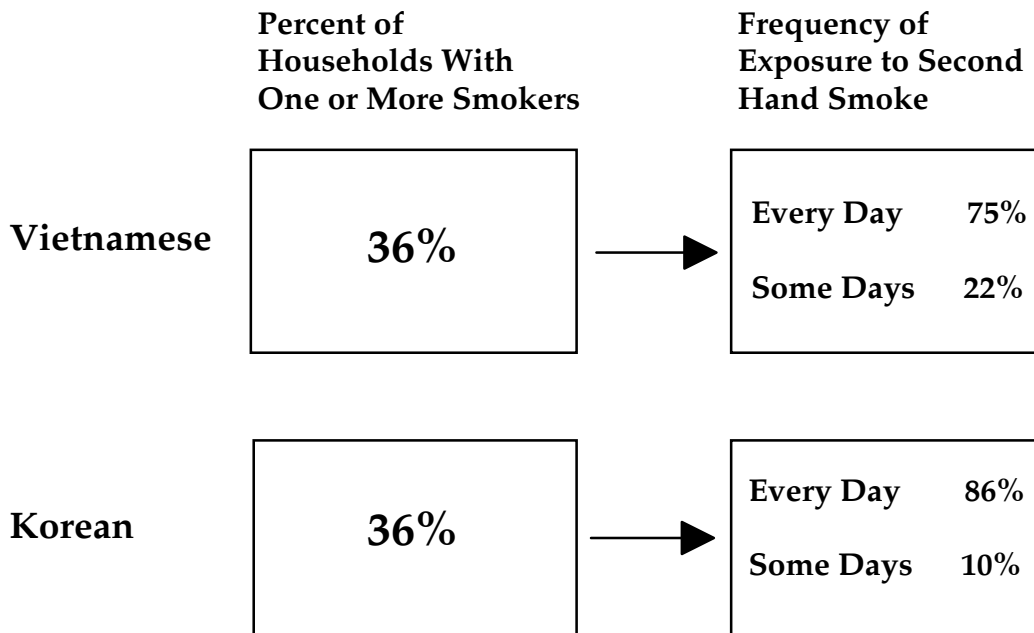 Percent of
Households With
One or More Smokers
Frequency of
Exposure to Second
Hand Smoke
Vietnamese
36%
Every Day 75%
Some Days 22%
Korean
36%
Every Day 86%
Some Days 10%